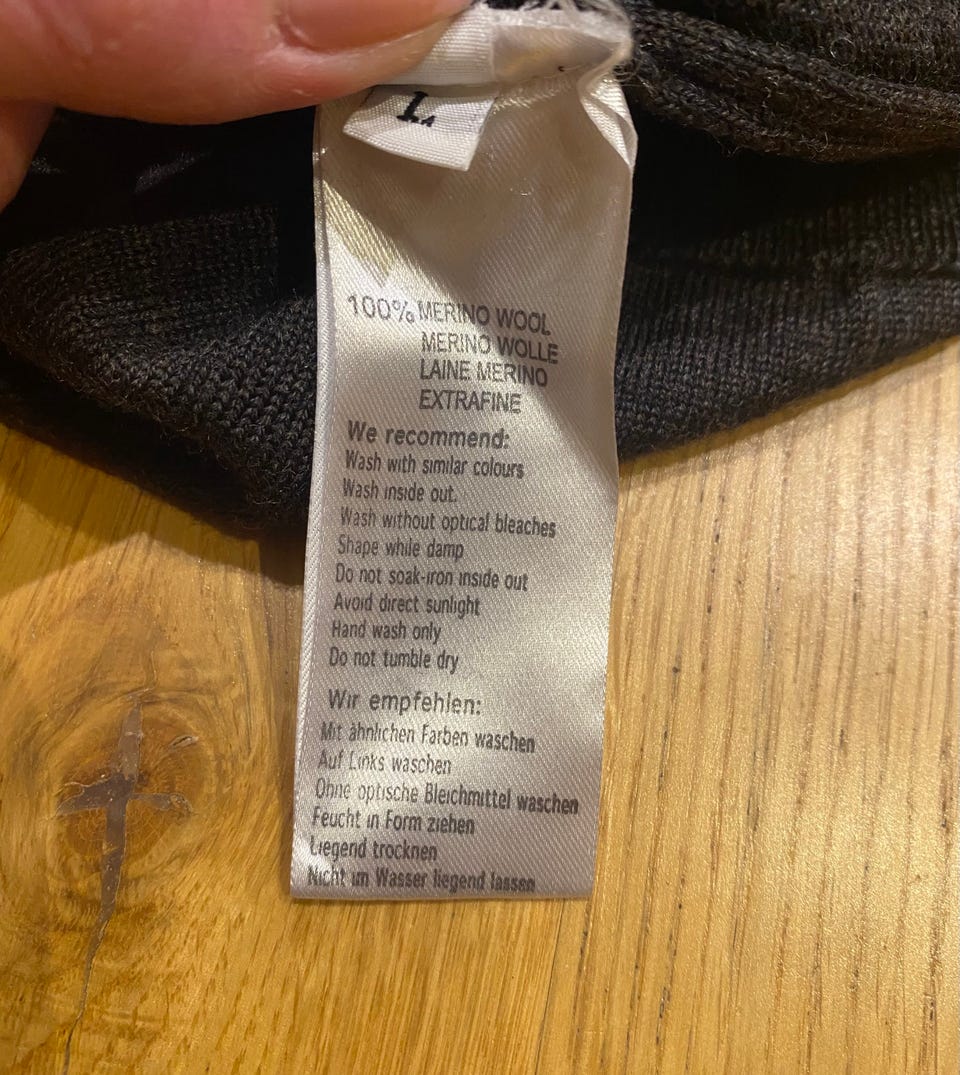 L
100% MERINO WOOL
MERINO WOLLE
LAINE MERINO
EXTRAFINE
We recommend:
Wash with similar colours
Wash inside out.
Wash without optical bleaches
Shape while damp
Do not soak-iron inside out
Avoid direct sunlight
Hand wash only
Do not tumble dry
Wir empfehlen:
Mit ähnlichen Farben waschen
Auf Links waschen
Ohne optische Bleichmittel waschen
Feucht in Form ziehen
Liegend trocknen
Nicht im Wasser liegend lassen